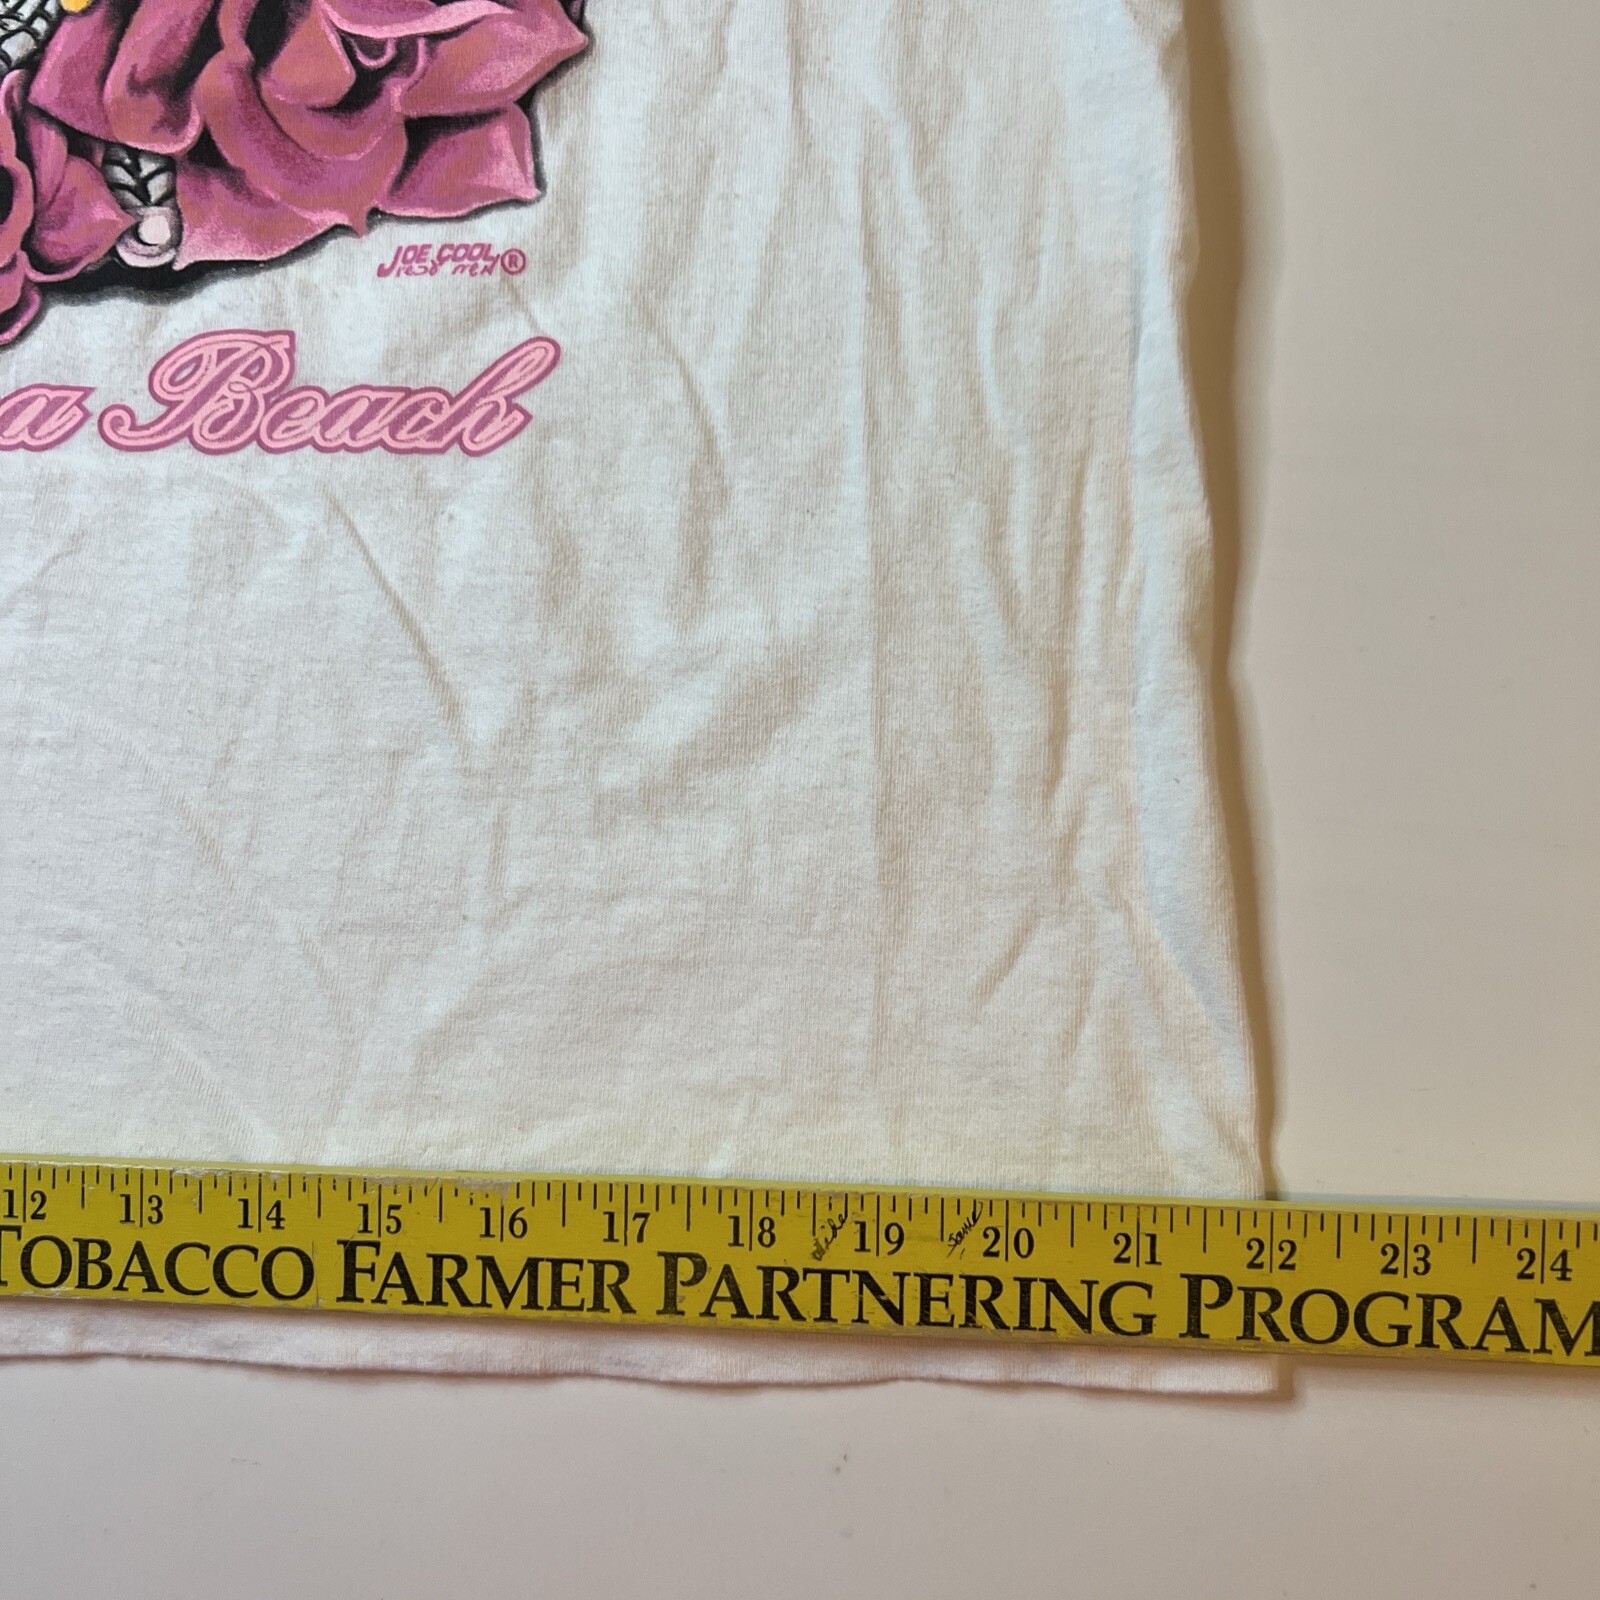 JOE COOL®
a Beach
12 13 14 15 16 17 18 19 20 21 22 23 24
TOBACCO FARMER PARTNERING PROGRAM